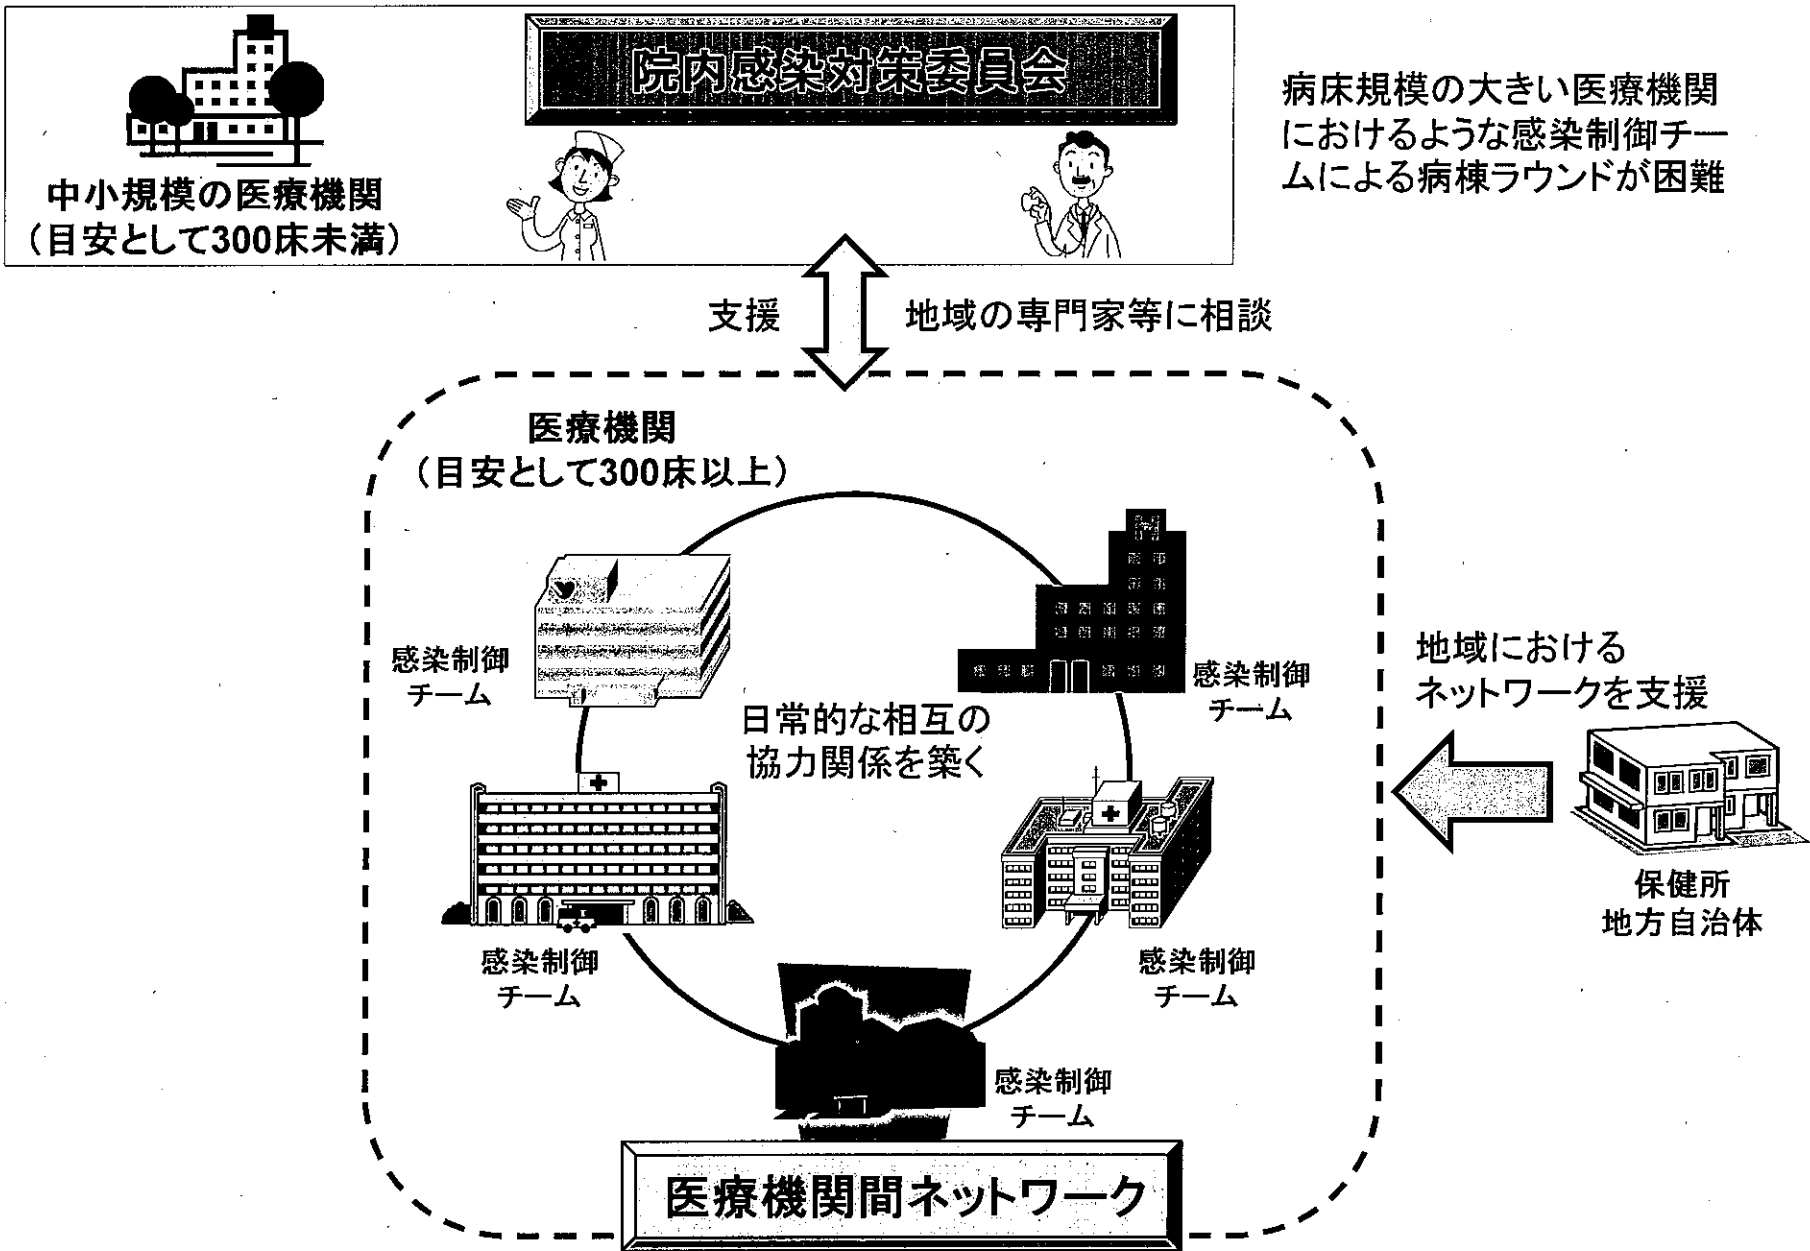 院内感染対策委員会
中小規模の医療機関
（目安として300床未満）
病床規模の大きい医療機関
におけるような感染制御チー
ムによる病棟ラウンドが困難
支援
地域の専門家等に相談
医療機関
（目安として300床以上）
感染制御
チーム
感染制御
チーム
日常的な相互の
協力関係を築く
感染制御
チーム
感染制御
チーム
感染制御
チーム
地域における
ネットワークを支援
保健所
地方自治体
医療機関間ネットワーク